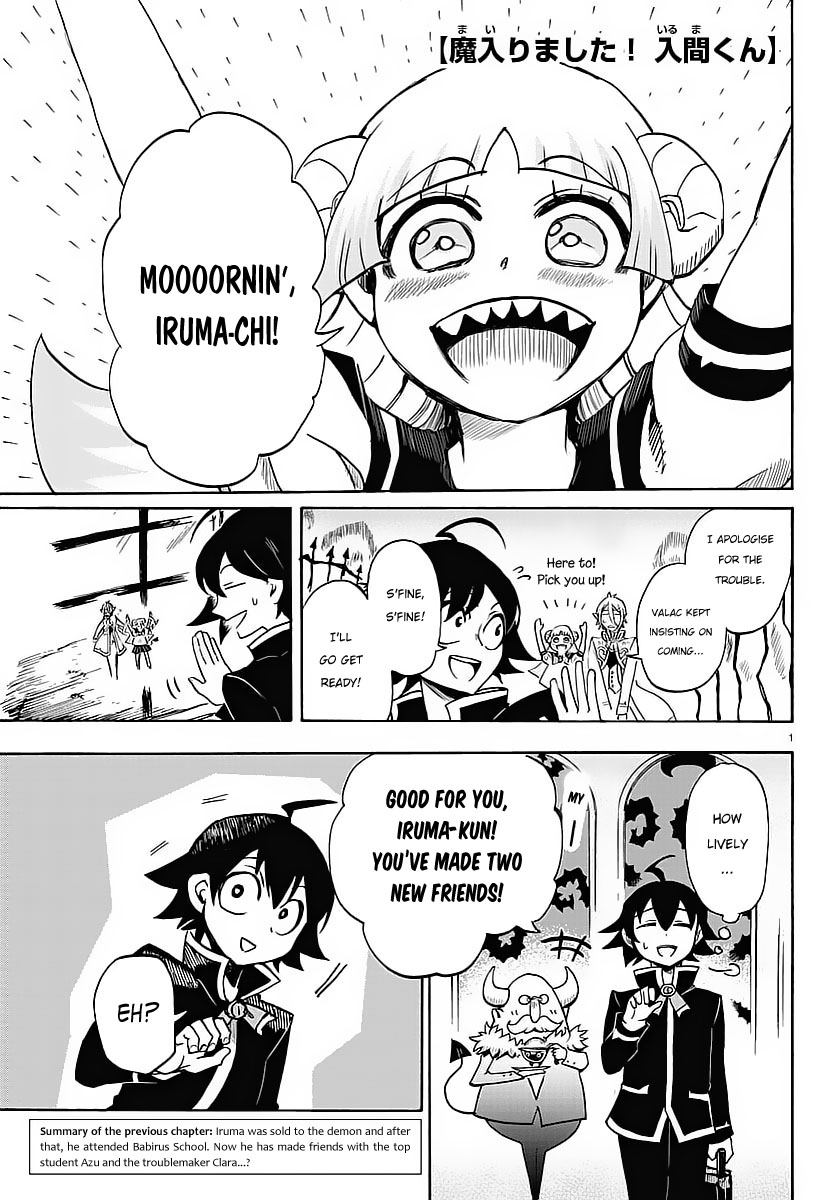 【魔入りました! 入間くん】
まい
いるま
MOOOORNIN',
IRUMA-CHI!
I APOLOGISE
FOR THE
TROUBLE.
VALAC KEPT
INSISTING ON
COMING...
Here to!
Pick you up!
S'FINE,
S'FINE!
I'LL
GO GET
READY!
1
HOW
LIVELY
...
MY
GOOD FOR YOU,
IRUMA-KUN!
YOU'VE MADE TWO
NEW FRIENDS!
EH?
Summary of the previous chapter: Iruma was sold to the demon and after
that, he attended Babirus School. Now he has made friends with the top
student Azu and the troublemaker Clara...?